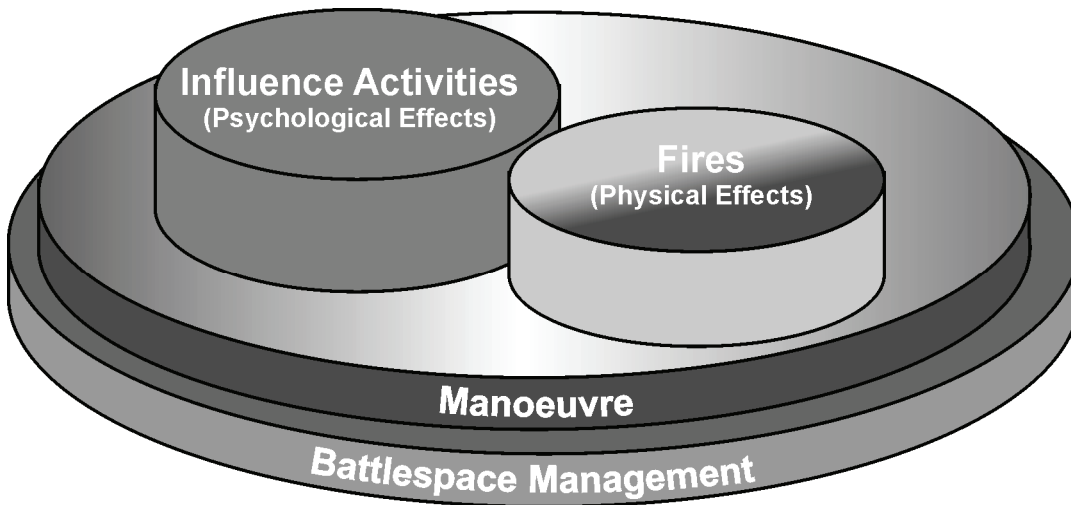 Influence Activities
(Psychological Effects)
Fires
(Physical Effects)
Manoeuvre
Battlespace Management